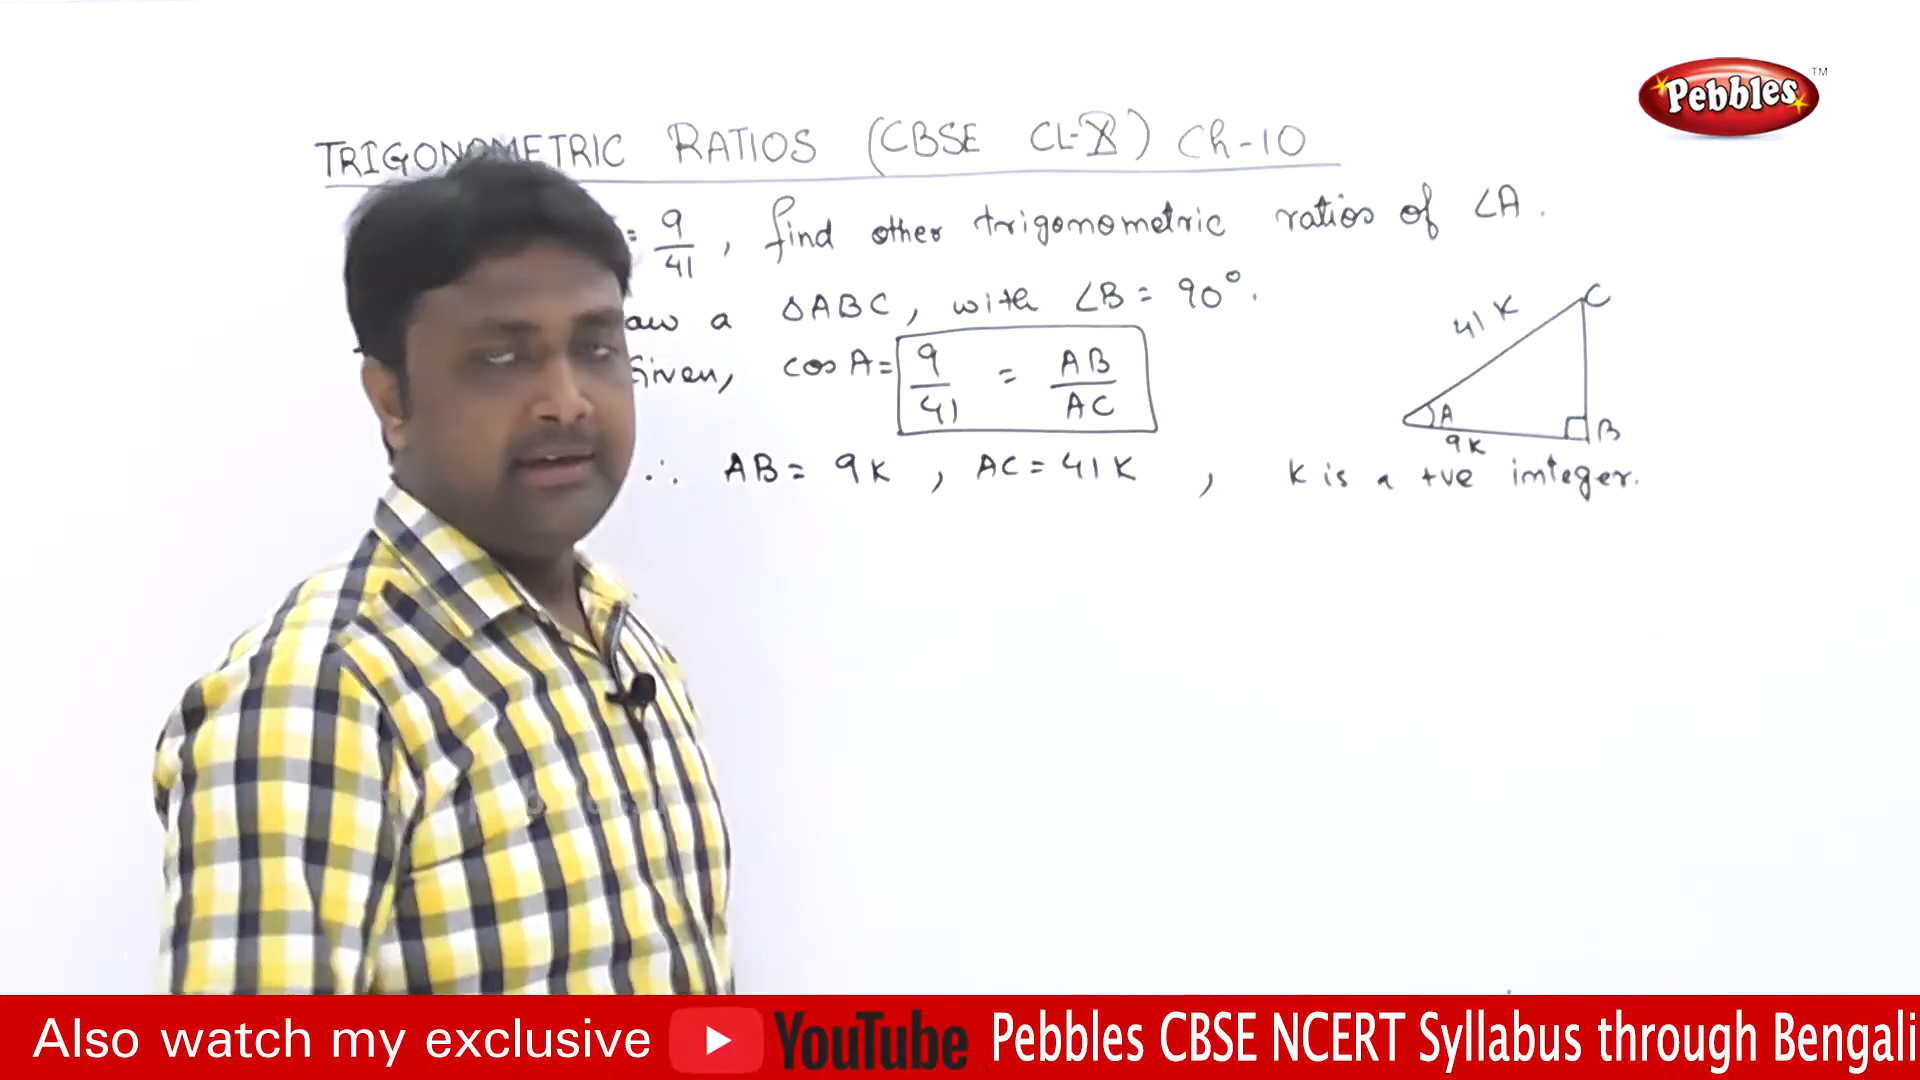 Pebbles TM
TRIGONOMETRIC RATIOS (CBSE CL-X) Ch-10
= 9/41, find other trigonometric ratios of ∠A.
aw a ΔABC, with ∠B = 90°.
Given, cos A = 9/41 = AB/AC
41 K
C
A
B
9K
∴ AB = 9K, AC = 41K, K is a +ve integer.
Also watch my exclusive YouTube Pebbles CBSE NCERT Syllabus through Bengali